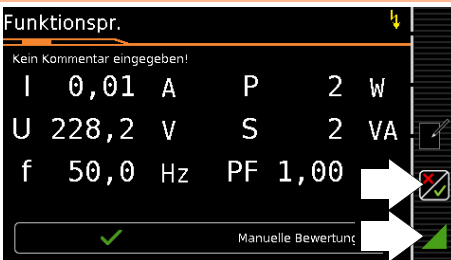 Funktionspr.
Kein Kommentar eingegeben!
I 0,01 A P 2 W
U 228,2 V S 2 VA
f 50,0 Hz PF 1,00
Manuelle Bewertung